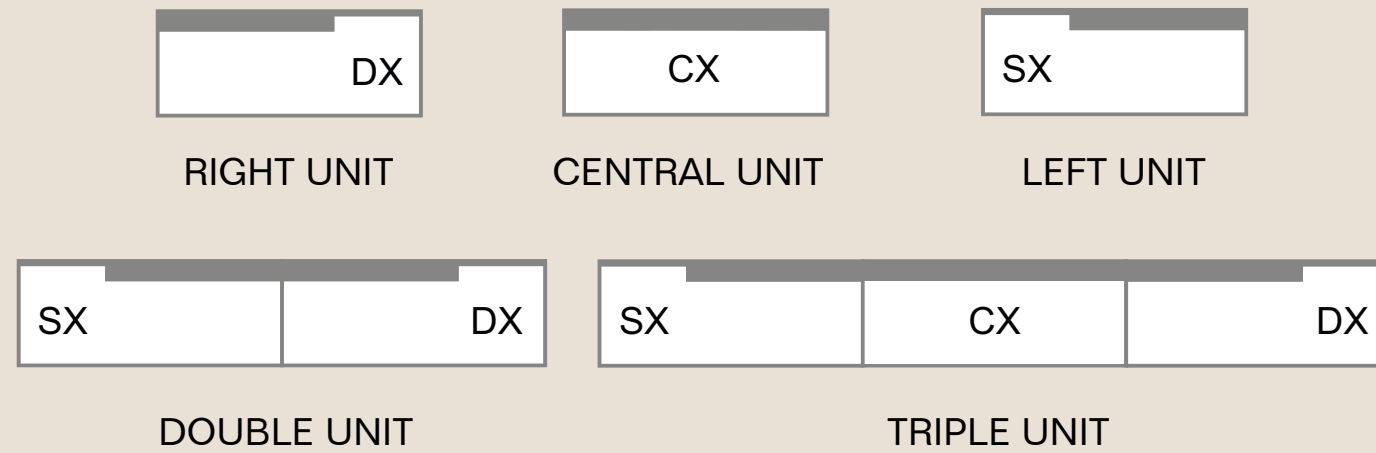 DX
CX
SX
RIGHT UNIT
CENTRAL UNIT
LEFT UNIT
SX
DX
SX
CX
DX
DOUBLE UNIT
TRIPLE UNIT